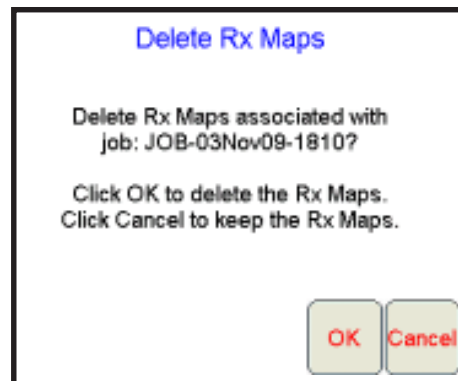 Delete Rx Maps
Delete Rx Maps associated with
job: JOB-03Nov09-1810?
Click OK to delete the Rx Maps.
Click Cancel to keep the Rx Maps.
OK Cancel